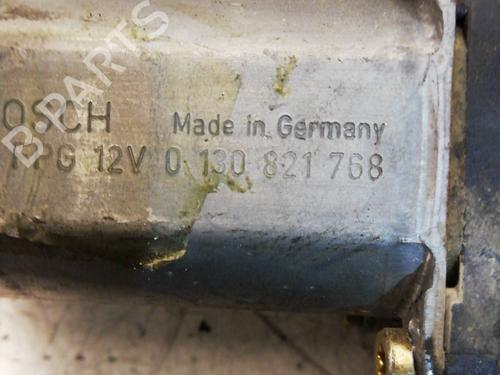 OSCH Made in Germany
PG 12V 0 130 821 768
B-PARTS